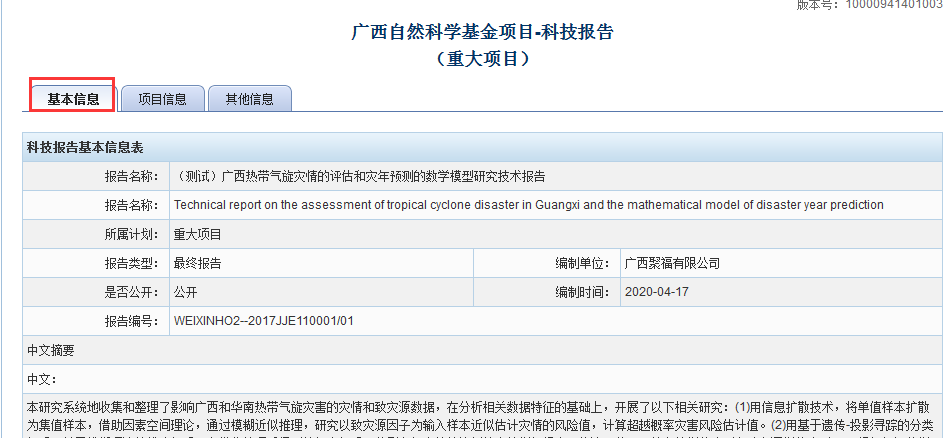 版本号：10000941401003
广西自然科学基金项目-科技报告
（重大项目）
基本信息 项目信息 其他信息
科技报告基本信息表
报告名称： （测试）广西热带气旋灾情的评估和灾年预测的数学模型研究技术报告
报告名称： Technical report on the assessment of tropical cyclone disaster in Guangxi and the mathematical model of disaster year prediction
所属计划： 重大项目
报告类型： 最终报告 编制单位： 广西聚福有限公司
是否公开： 公开 编制时间： 2020-04-17
报告编号： WEIXINHO2--2017JJE110001/01
中文摘要
中文：
本研究系统地收集和整理了影响广西和华南热带气旋灾害的灾情和致灾源数据，在分析相关数据特征的基础上，开展了以下相关研究：(1)用信息扩散技术，将单值样本扩散
为集值样本，借助因素空间理论，通过模糊近似推理，研究以致灾源因子为输入样本近似估计灾情的风险值，计算超越概率灾害风险估计值。(2)用基于遗传-投影寻踪的分类